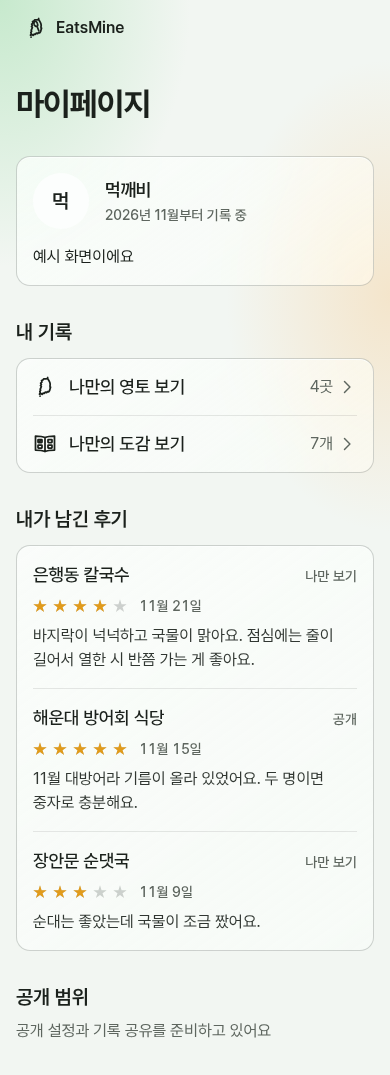 EatsMine
마이페이지
먹
먹깨비
2026년 11월부터 기록 중
예시 화면이에요
내 기록
나만의 영토 보기 4곳
나만의 도감 보기 7개
내가 남긴 후기
은행동 칼국수 나만 보기
★ ★ ★ ★ ★ 11월 21일
바지락이 넉넉하고 국물이 맑아요. 점심에는 줄이
길어서 열한 시 반쯤 가는 게 좋아요.
해운대 방어회 식당 공개
★ ★ ★ ★ ★ 11월 15일
11월 대방어라 기름이 올라 있었어요. 두 명이면
중자로 충분해요.
장안문 순댓국 나만 보기
★ ★ ★ ★ ★ 11월 9일
순대는 좋았는데 국물이 조금 짰어요.
공개 범위
공개 설정과 기록 공유를 준비하고 있어요